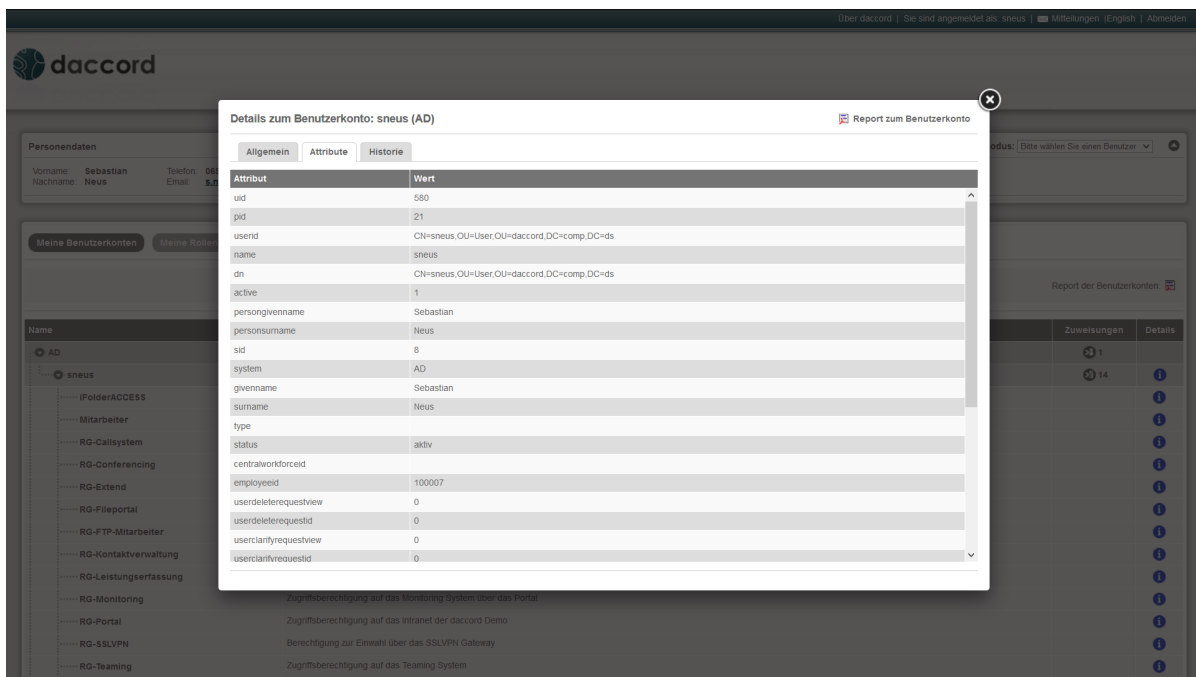 Über daccord | Sie sind angemeldet als: sneus | Mitteilungen |English | Abmelden
daccord
Details zum Benutzerkonto: sneus (AD)
Report zum Benutzerkonto
Personendaten
odus: Bitte wählen Sie einen Benutzer
Vorname: Sebastian Telefon:
Nachname: Neus Email:
Allgemein Attribute Historie
Attribut Wert
uid 580
pid 21
userid CN=sneus,OU=User,OU=daccord,DC=comp,DC=ds
name sneus
dn CN=sneus,OU=User,OU=daccord,DC=comp,DC=ds
active 1
persongivenname Sebastian
personsurname Neus
sid 8
system AD
givenname Sebastian
surname Neus
type
status aktiv
centralworkforceid
employeeid 100007
userdeleterequestview 0
userdeleterequestid 0
userclarifyrequestview 0
userclarifyrequestid 0
Meine Benutzerkonten Meine Rollen
Report der Benutzerkonten:
Name Zuweisungen Details
AD 1
sneus 14
iFolderACCESS
Mitarbeiter
RG-Callsystem
RG-Conferencing
RG-Extend
RG-Fileportal
RG-FTP-Mitarbeiter
RG-Kontaktverwaltung
RG-Leistungserfassung
RG-Monitoring Zugriffsberechtigung auf das Monitoring System über das Portal
RG-Portal Zugriffsberechtigung auf das Intranet der daccord Demo
RG-SSLVPN Berechtigung zur Einwahl über das SSLVPN Gateway
RG-Teaming Zugriffsberechtigung auf das Teaming System